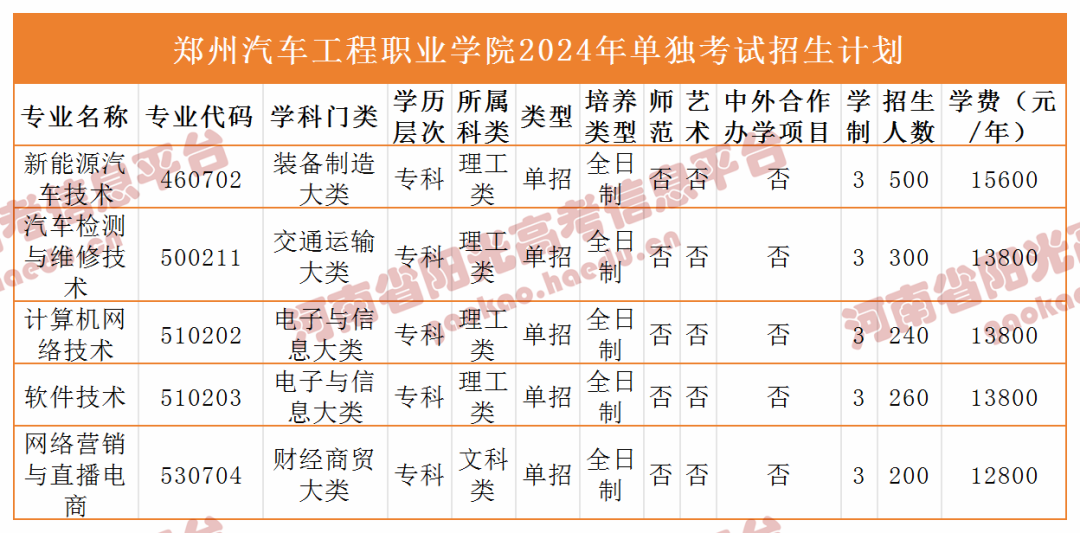 郑州汽车工程职业学院2024年单独考试招生计划
专业名称 专业代码 学科门类 学历层次 所属科类 类型 培养类型 师范 艺术 中外合作办学项目 学制 招生人数 学费（元/年）
新能源汽车技术 460702 装备制造大类 专科 理工类 单招 全日制 否 否 否 3 500 15600
汽车检测与维修技术 500211 交通运输大类 专科 理工类 单招 全日制 否 否 否 3 300 13800
计算机网络技术 510202 电子与信息大类 专科 理工类 单招 全日制 否 否 否 3 240 13800
软件技术 510203 电子与信息大类 专科 理工类 单招 全日制 否 否 否 3 260 13800
网络营销与直播电商 530704 财经商贸大类 专科 文科类 单招 全日制 否 否 否 3 200 12800
河南省阳光高考信息平台
gaokao.haedu.cn